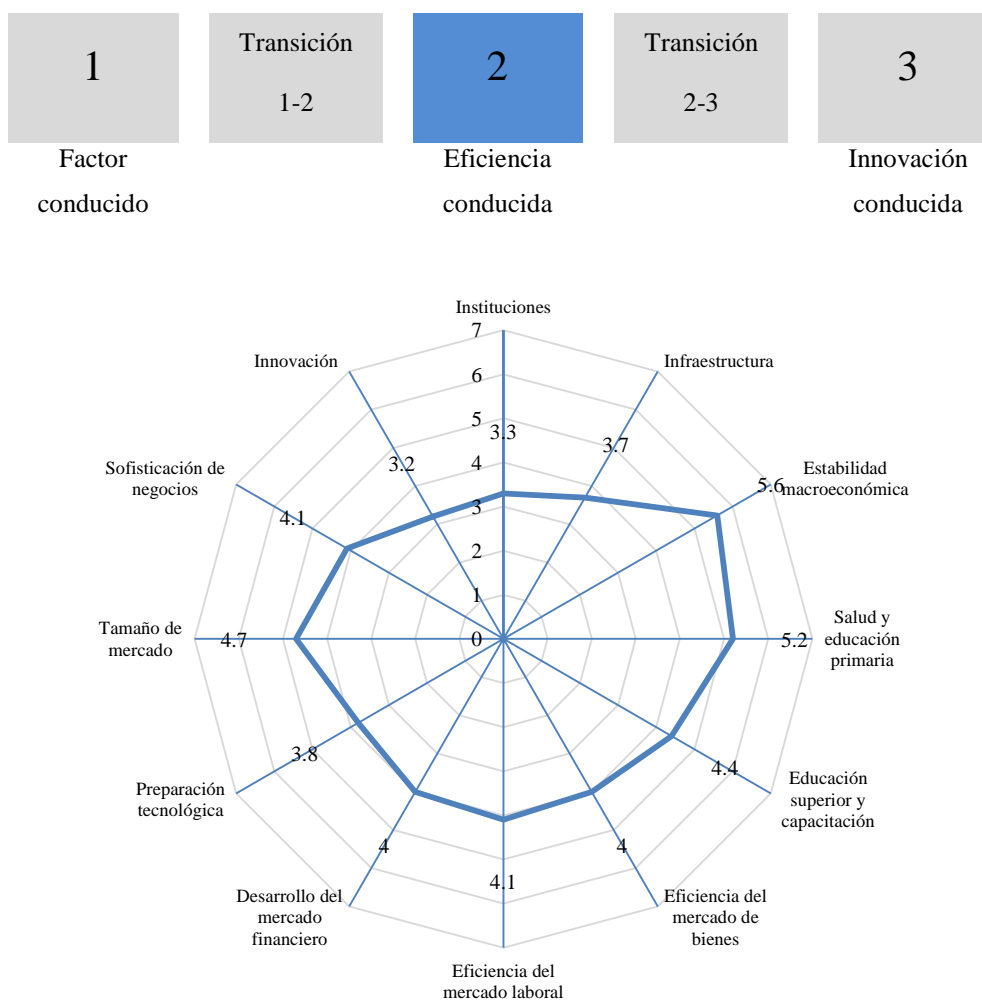 1
Transición
1-2
2
Transición
2-3
3
Factor
conducido
Eficiencia
conducida
Innovación
conducida
Instituciones
7
Innovación
Infraestructura
6
5
3.3
3.7
3.2
Sofisticación de
negocios
4
Estabilidad
macroeconómica
5.6
4.1
3
2
1
Tamaño de
mercado
4.7
0
5.2
Salud y
educación
primaria
3.8
4.4
Preparación
tecnológica
Educación
superior y
capacitación
4
4
4.1
Desarrollo del
mercado
financiero
Eficiencia del
mercado de
bienes
Eficiencia del
mercado laboral